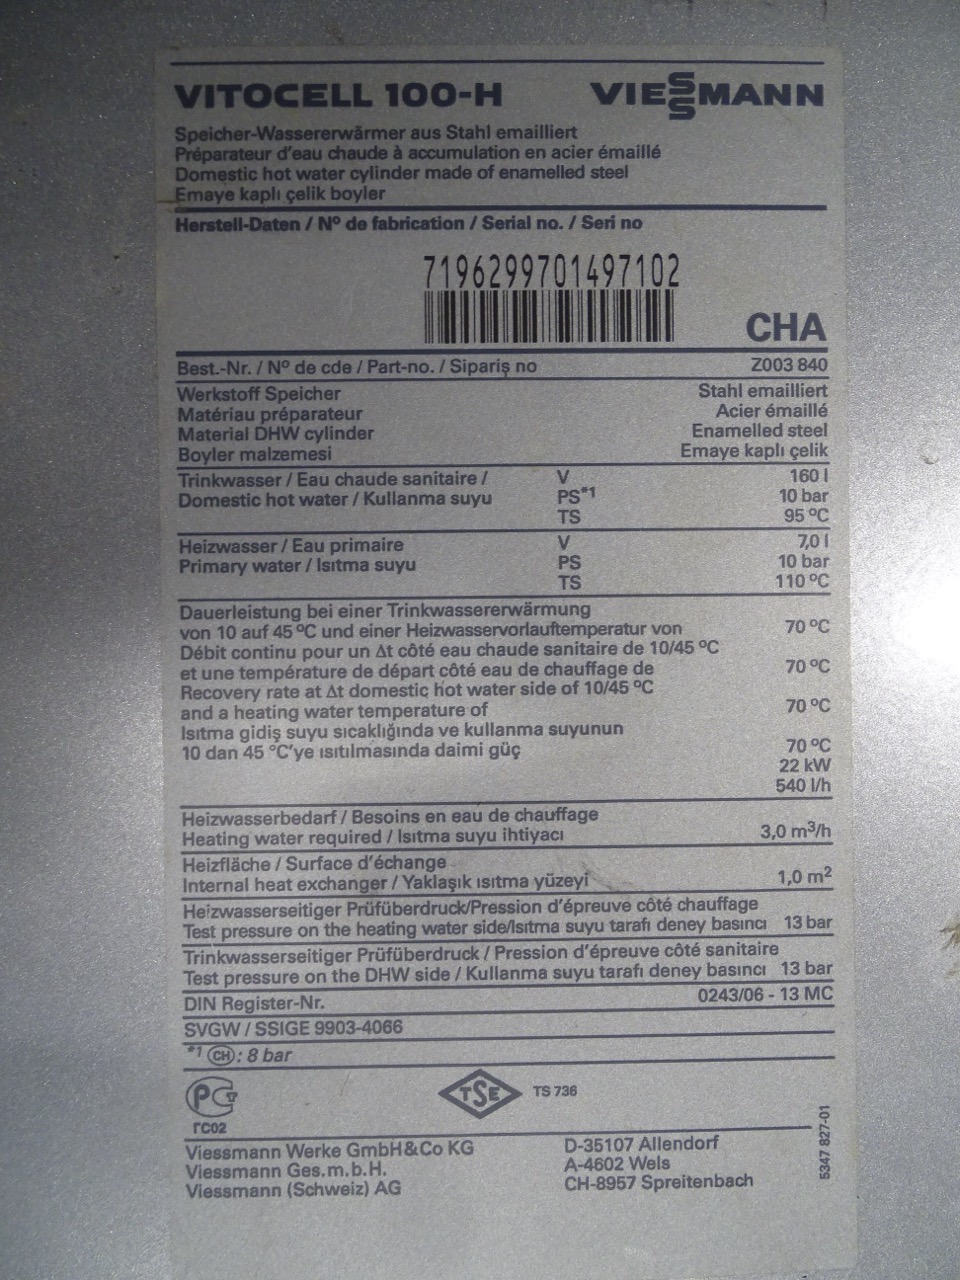 VITOCELL 100-H VIESSMANN
Speicher-Wassererwärmer aus Stahl emailliert
Préparateur d'eau chaude à accumulation en acier émaillé
Domestic hot water cylinder made of enamelled steel
Emaye kaplı çelik boyler
Herstell-Daten / Nº de fabrication / Serial no. / Seri no
7196299701497102
CHA
Best.-Nr. / Nº de cde / Part-no. / Sipariş no Z003 840
Werkstoff Speicher Stahl emailliert
Matériau préparateur Acier émaillé
Material DHW cylinder Enamelled steel
Boyler malzemesi Emaye kaplı çelik
Trinkwasser / Eau chaude sanitaire / V 160 l
Domestic hot water / Kullanma suyu PS*1 10 bar
TS 95 ºC
Heizwasser / Eau primaire V 7,0 l
Primary water / Isıtma suyu PS 10 bar
TS 110 ºC
Dauerleistung bei einer Trinkwassererwärmung
von 10 auf 45 ºC und einer Heizwasservorlauftemperatur von 70 ºC
Débit continu pour un Δt côté eau chaude sanitaire de 10/45 ºC
et une température de départ côté eau de chauffage de 70 ºC
Recovery rate at Δt domestic hot water side of 10/45 ºC
and a heating water temperature of 70 ºC
Isıtma gidiş suyu sıcaklığında ve kullanma suyunun
10 dan 45 °C'ye ısıtılmasında daimi güç 70 ºC
22 kW
540 l/h
Heizwasserbedarf / Besoins en eau de chauffage
Heating water required / Isıtma suyu ihtiyacı 3,0 m³/h
Heizfläche / Surface d'échange
Internal heat exchanger / Yaklaşık ısıtma yüzeyi 1,0 m²
Heizwasserseitiger Prüfüberdruck/Pression d'épreuve côté chauffage
Test pressure on the heating water side/Isıtma suyu tarafı deney basıncı 13 bar
Trinkwasserseitiger Prüfüberdruck / Pression d'épreuve côté sanitaire
Test pressure on the DHW side / Kullanma suyu tarafı deney basıncı 13 bar
DIN Register-Nr. 0243/06 - 13 MC
SVGW / SSIGE 9903-4066
*1 CH: 8 bar
PCT TSE TS 736
ГС02
Viessmann Werke GmbH&Co KG D-35107 Allendorf
Viessmann Ges.m.b.H. A-4602 Wels
Viessmann (Schweiz) AG CH-8957 Spreitenbach
5347 827-01